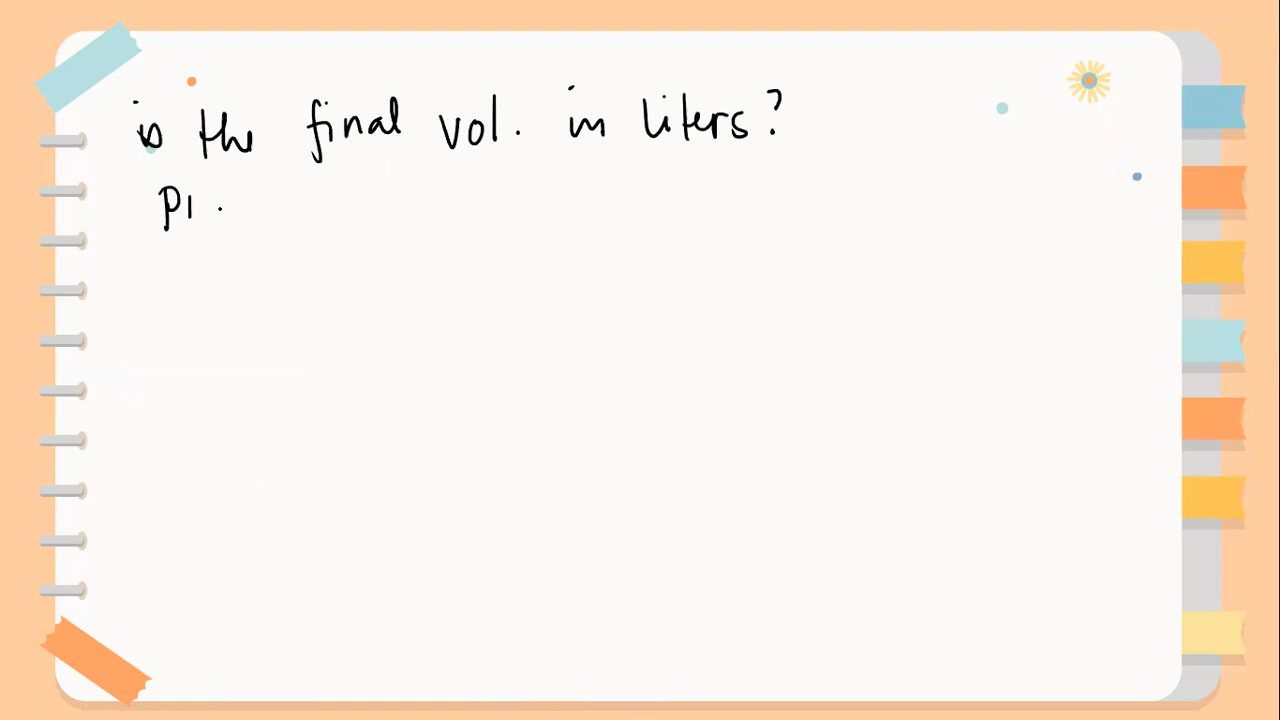 is the final vol. in liters?
P1 .